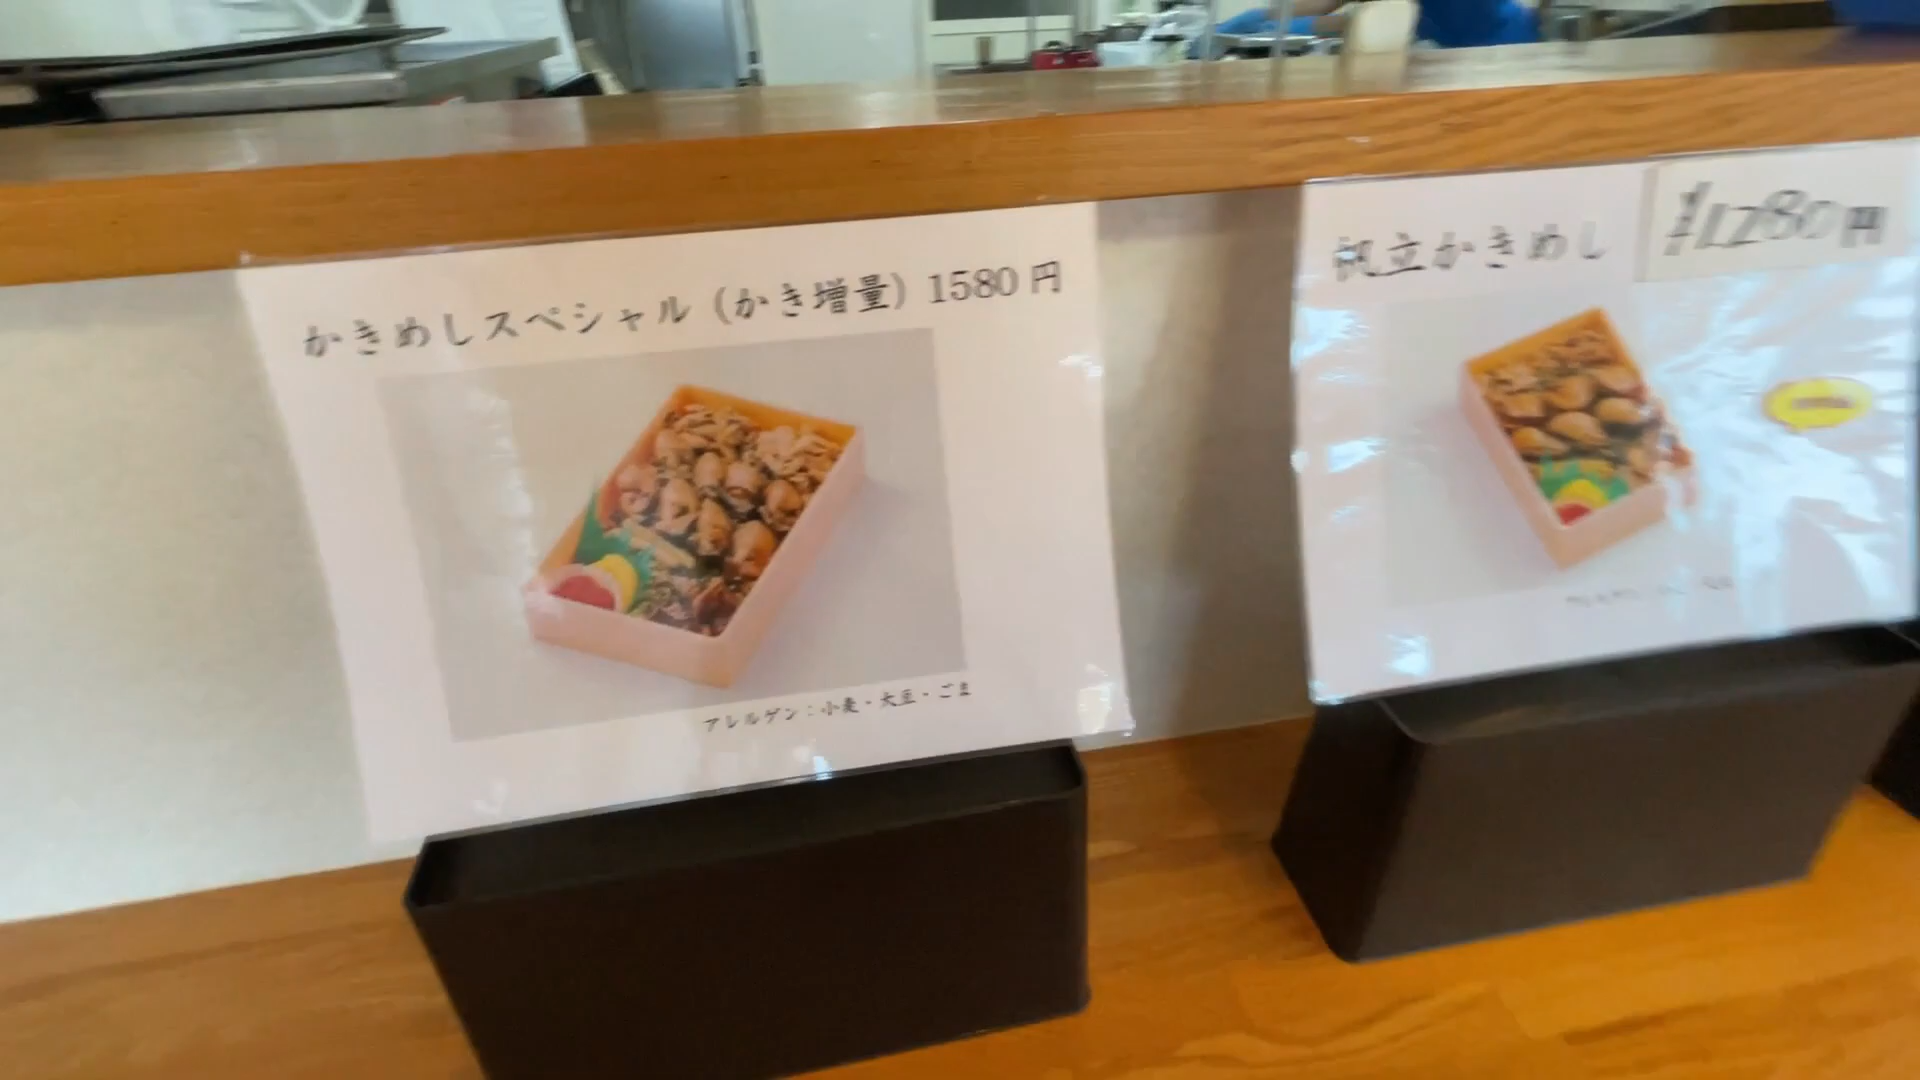 かきめしスペシャル（かき増量）1580円
アレルゲン：小麦・大豆・ごま
帆立かきめし
¥1280円